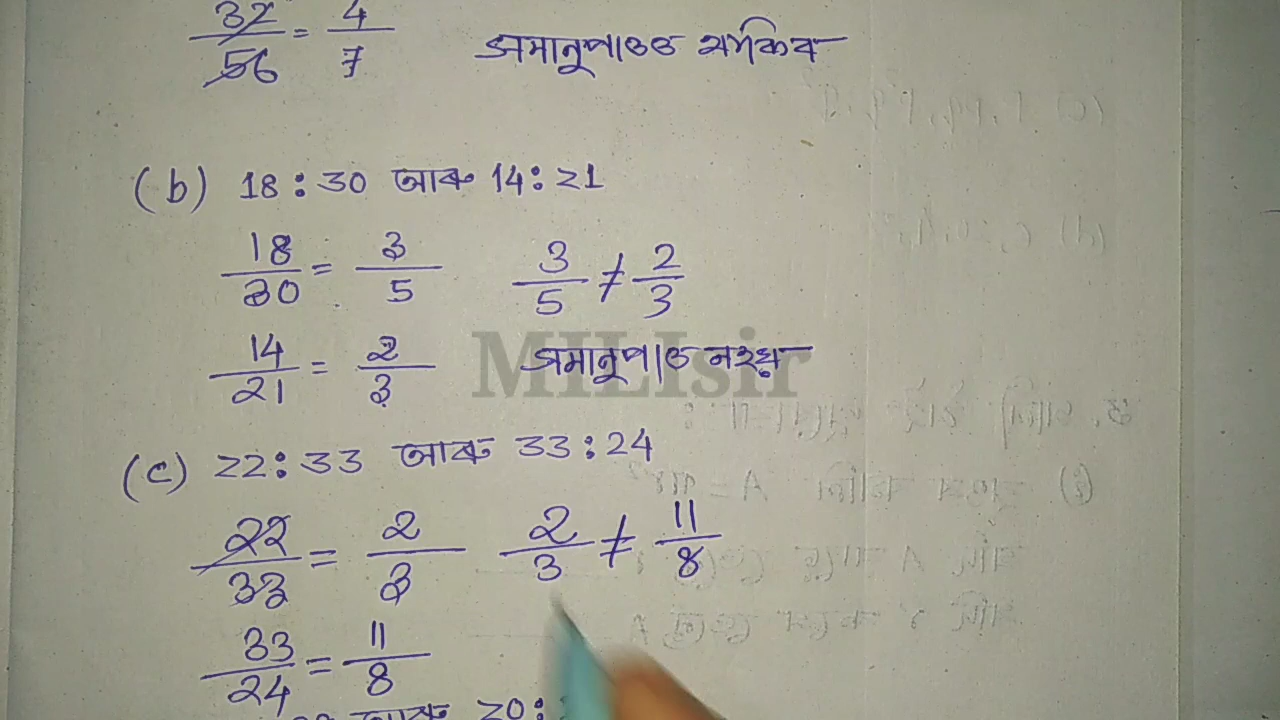 32/56 = 4/7 সমানুপাতত থাকিব
(b) 18:30 আৰু 14:21
18/30 = 3/5 3/5 ≠ 2/3
14/21 = 2/3 সমানুপাত নহয়
MILIsir
(c) 22:33 আৰু 33:24
22/33 = 2/3 2/3 ≠ 11/8
33/24 = 11/8
আৰু 20: